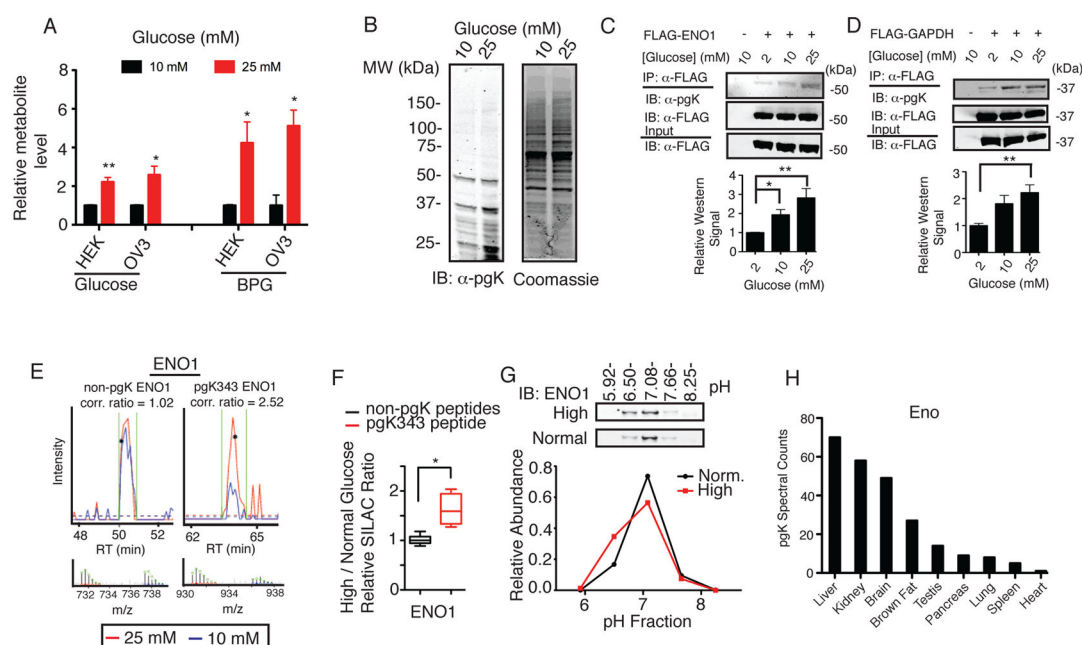 A
Glucose (mM)
10 mM 25 mM
Relative metabolite
level
8
6
4
2
0
** * * *
HEK OV3 HEK OV3
Glucose BPG
B
Glucose (mM)
10 25 10 25
MW (kDa)
150-
100-
75-
50-
37-
25-
IB: α-pgK Coomassie
C
FLAG-ENO1 - + + +
[Glucose] (mM) 10 2 10 25
(kDa)
IP: α-FLAG
IB: α-pgK
-50
IB: α-FLAG
-50
Input
IB: α-FLAG
-50
Relative Western
Signal
4
3
2
1
0
* **
2 10 25
Glucose (mM)
D
FLAG-GAPDH - + + +
[Glucose] (mM) 10 2 10 25
(kDa)
IP: α-FLAG
-37
IB: α-pgK
IB: α-FLAG
-37
Input
IB: α-FLAG
-37
Relative Western
Signal
3
2
1
0
**
2 10 25
Glucose (mM)
E
ENO1
non-pgK ENO1
corr. ratio = 1.02
pgK343 ENO1
corr. ratio = 2.52
Intensity
48 50 52 62 65
RT (min) RT (min)
732 734 736 738 930 934 938
m/z m/z
25 mM 10 mM
F
non-pgK peptides
pgK343 peptide
High / Normal Glucose
Relative SILAC Ratio
2
1
0
*
ENO1
G
IB: ENO1
5.92- 6.50- 7.08- 7.66- 8.25- pH
High
Normal
Relative Abundance
0.8
0.6
0.4
0.2
0.0
Norm.
High
6 7 8
pH Fraction
H
Eno
pgK Spectral Counts
80
60
40
20
0
Liver Kidney Brain Brown Fat Testis Pancreas Lung Spleen Heart